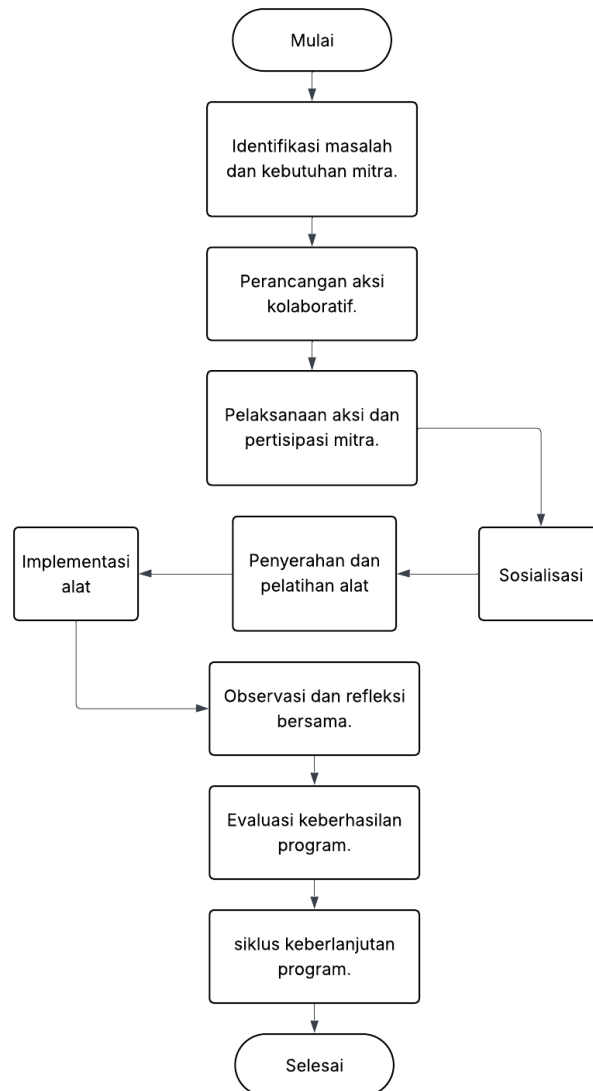 Mulai
Identifikasi masalah
dan kebutuhan mitra.
Perancangan aksi
kolaboratif.
Pelaksanaan aksi dan
pertisipasi mitra.
Sosialisasi
Penyerahan dan
pelatihan alat
Implementasi
alat
Observasi dan refleksi
bersama.
Evaluasi keberhasilan
program.
siklus keberlanjutan
program.
Selesai